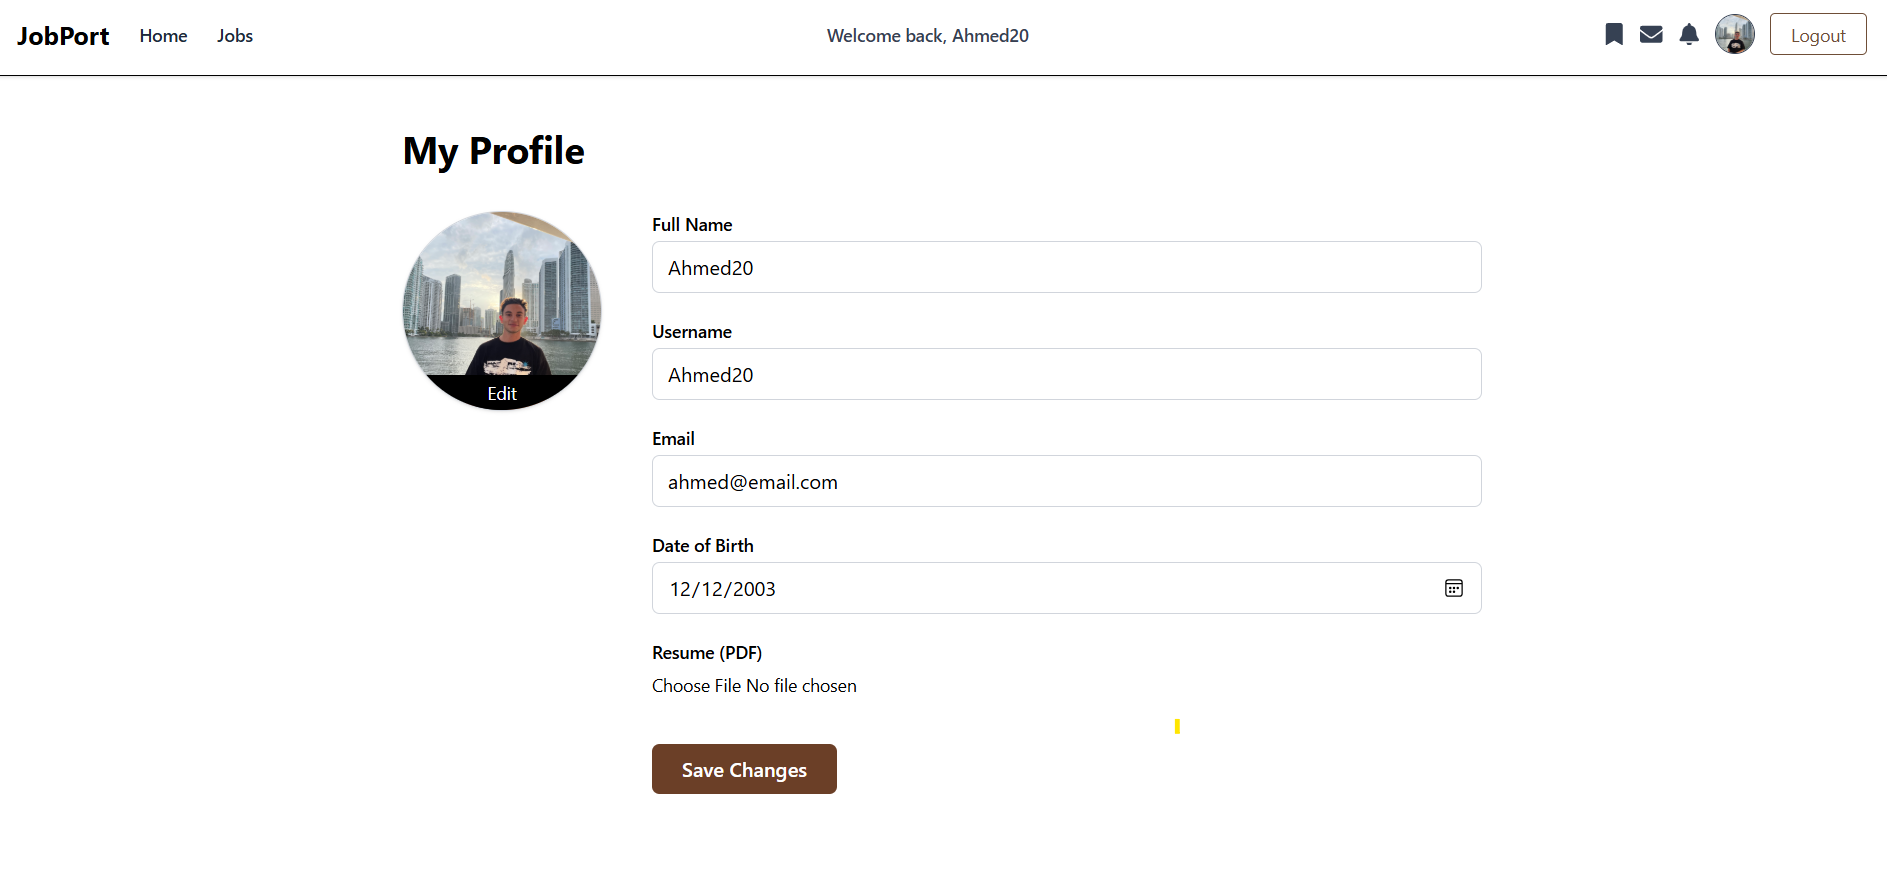 JobPort Home Jobs Welcome back, Ahmed20 Logout
My Profile
Edit
Full Name
Ahmed20
Username
Ahmed20
Email
ahmed@email.com
Date of Birth
12/12/2003
Resume (PDF)
Choose File No file chosen
Save Changes